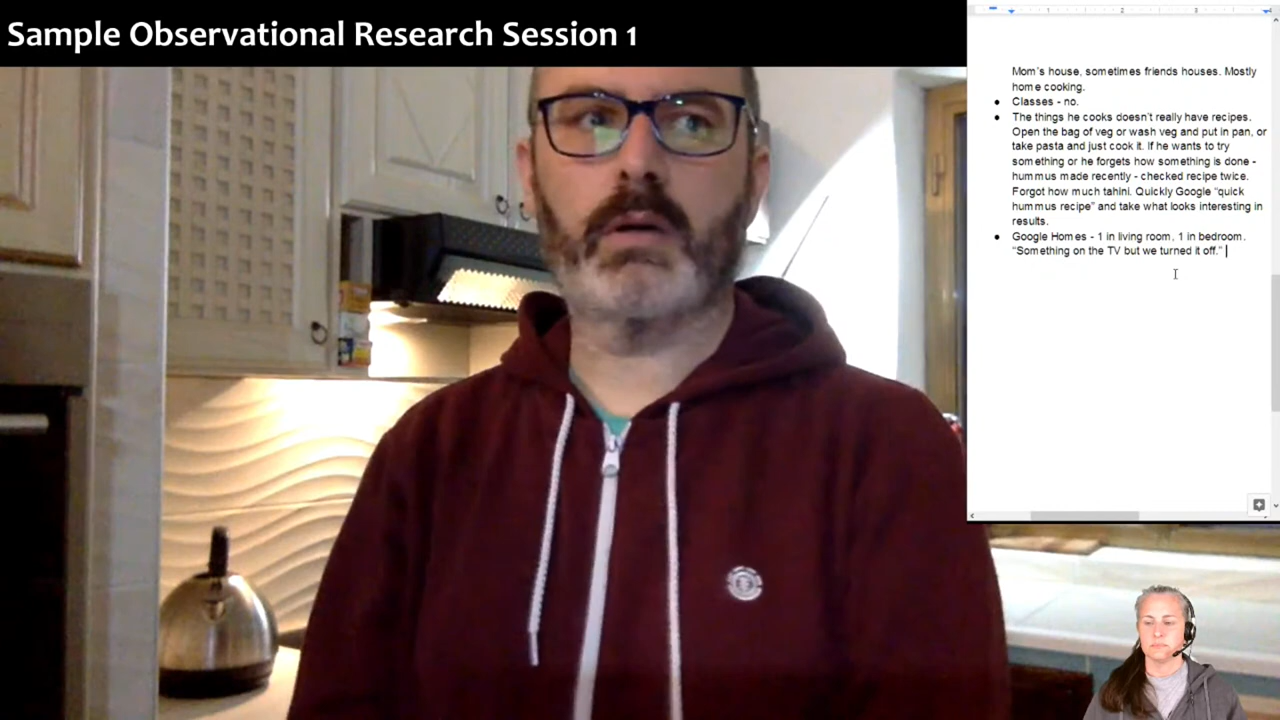 Sample Observational Research Session 1
Mom's house, sometimes friends houses. Mostly
home cooking.
Classes - no.
The things he cooks doesn't really have recipes.
Open the bag of veg or wash veg and put in pan, or
take pasta and just cook it. If he wants to try
something or he forgets how something is done -
hummus made recently - checked recipe twice.
Forgot how much tahini. Quickly Google "quick
hummus recipe" and take what looks interesting in
results.
Google Homes - 1 in living room, 1 in bedroom.
"Something on the TV but we turned it off."